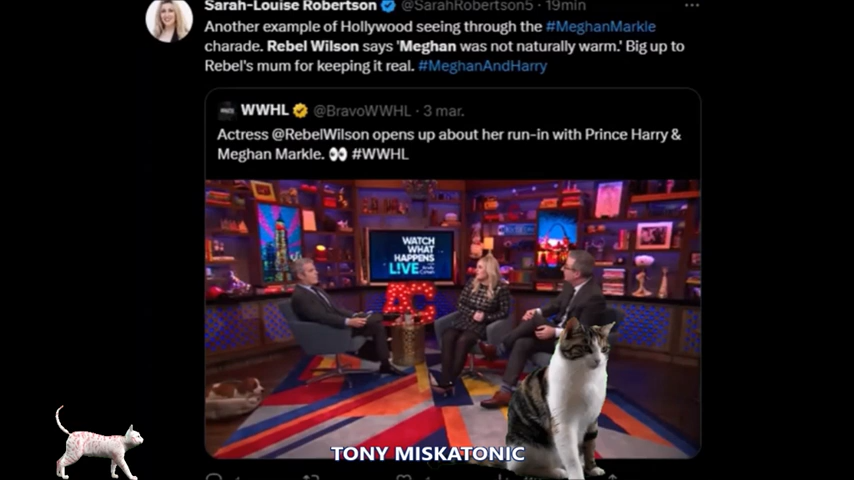 Sarah-Louise Robertson @SarahRobertson5 · 19min
Another example of Hollywood seeing through the #MeghanMarkle
charade. Rebel Wilson says 'Meghan was not naturally warm.' Big up to
Rebel's mum for keeping it real. #MeghanAndHarry
WWHL @BravoWWHL · 3 mar.
Actress @RebelWilson opens up about her run-in with Prince Harry &
Meghan Markle. 👀 #WWHL
WATCH
WHAT
HAPPENS
L!VE
AC
TONY MISKATONIC